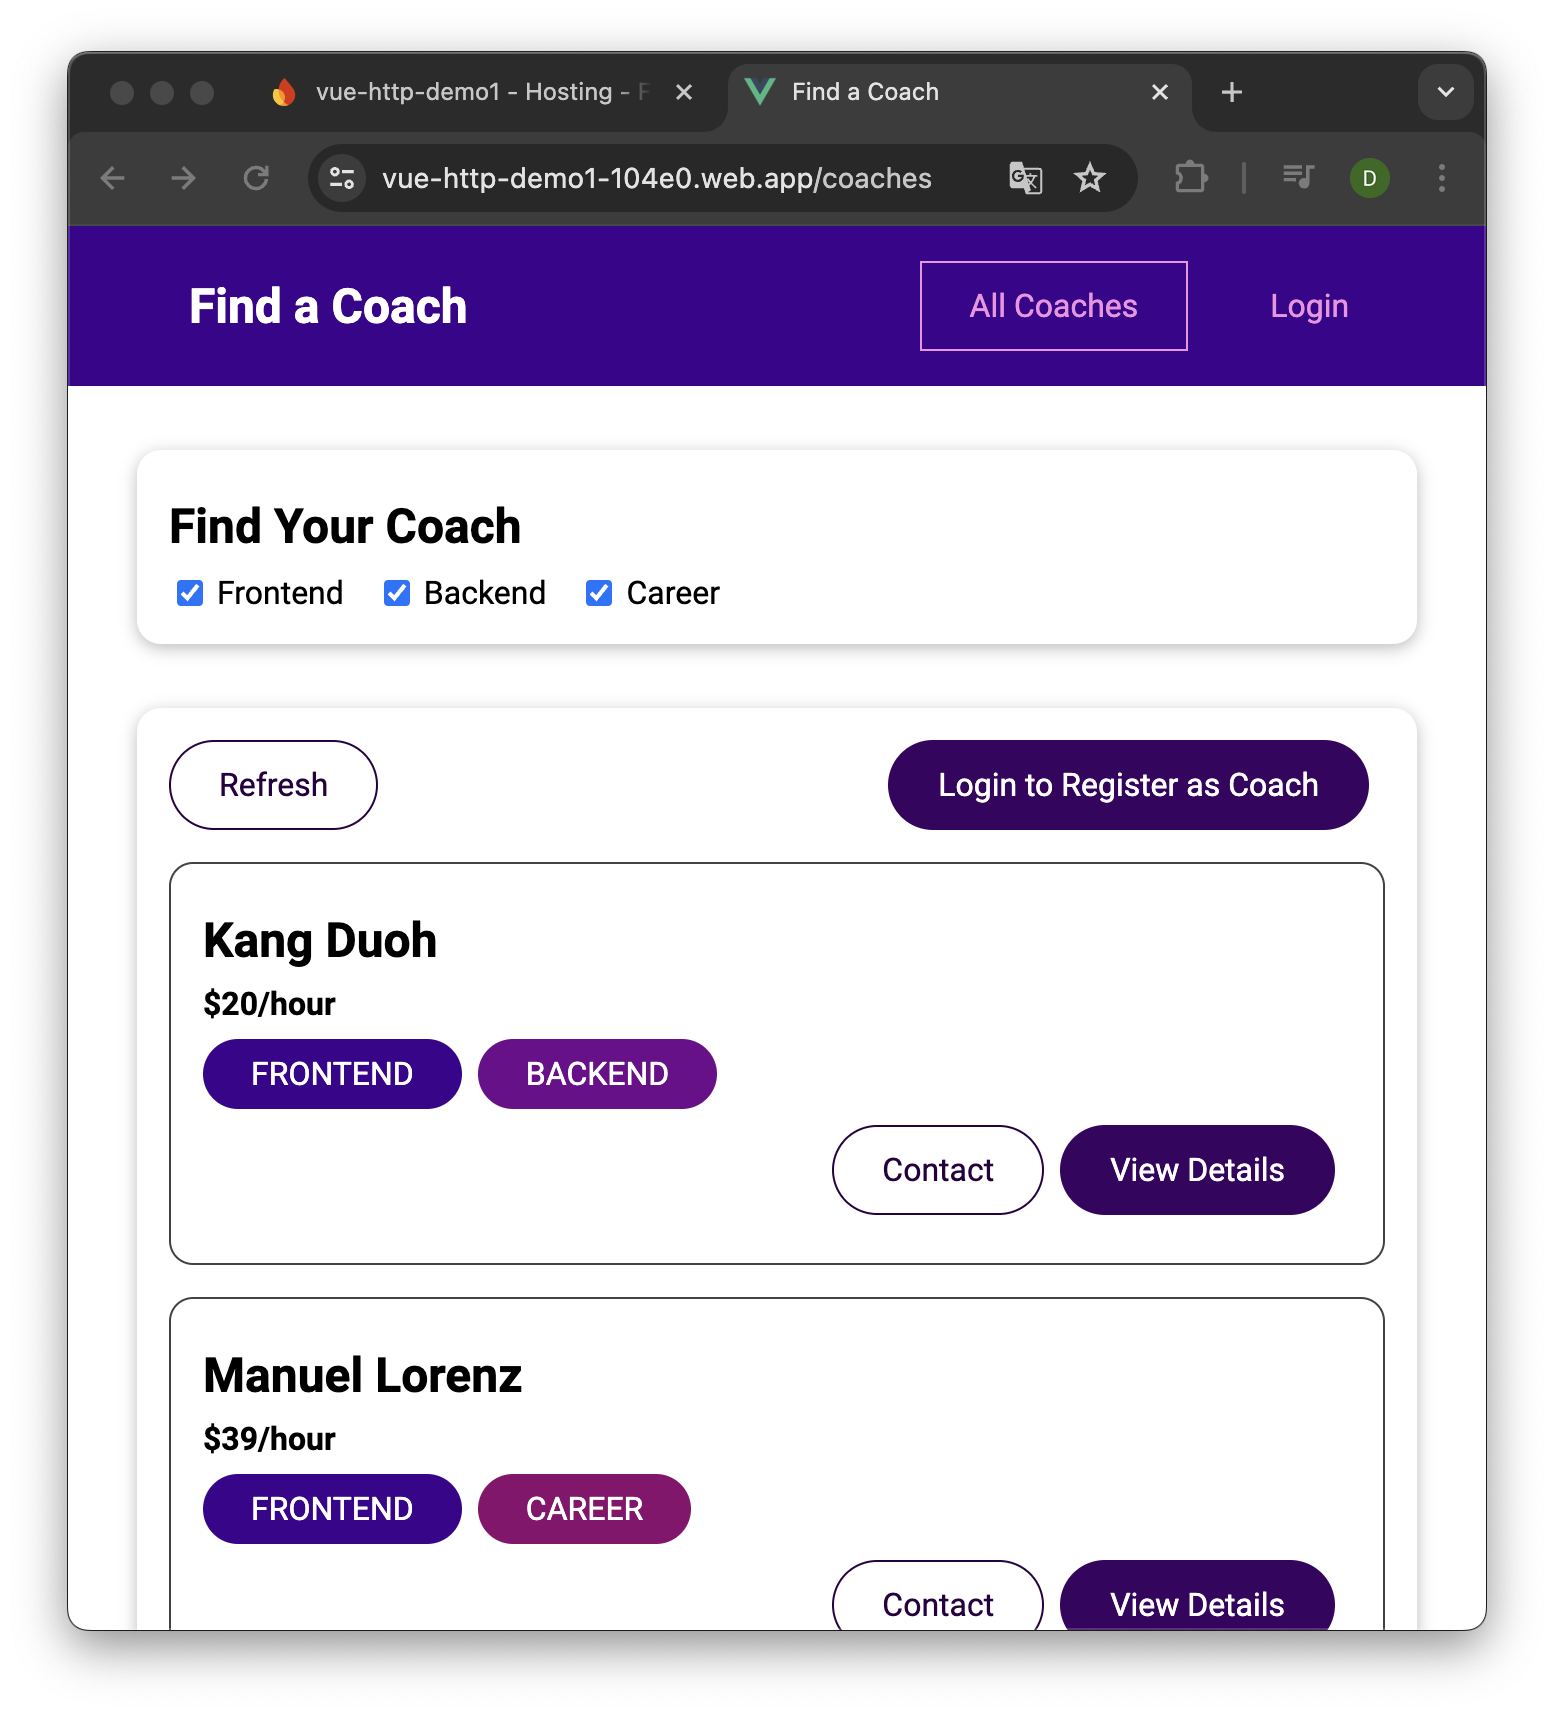 vue-http-demo1 - Hosting - F
Find a Coach
vue-http-demo1-104e0.web.app/coaches
D
Find a Coach
All Coaches
Login
Find Your Coach
Frontend
Backend
Career
Refresh
Login to Register as Coach
Kang Duoh
$20/hour
FRONTEND
BACKEND
Contact
View Details
Manuel Lorenz
$39/hour
FRONTEND
CAREER
Contact
View Details